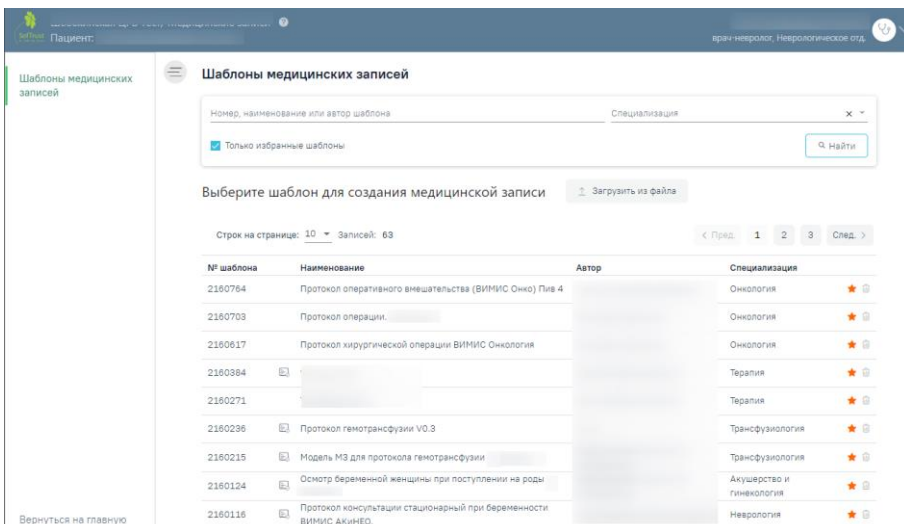 Пациент:
SofTrust
врач-невролог, Неврологическое отд.
Шаблоны медицинских
записей
Шаблоны медицинских записей
Номер, наименование или автор шаблона
Специализация
Только избранные шаблоны
Найти
Выберите шаблон для создания медицинской записи
Загрузить из файла
Строк на странице: 10 Записей: 63
< Пред. 1 2 3 След. >
№ шаблона Наименование Автор Специализация
2160764 Протокол оперативного вмешательства (ВИМИС Онко) Пив 4 Онкология
2160703 Протокол операции. Онкология
2160617 Протокол хирургической операции ВИМИС Онкология Онкология
2160384 Терапия
2160271 Терапия
2160236 Протокол гемотрансфузии V0.3 Трансфузиология
2160215 Модель МЗ для протокола гемотрансфузии Трансфузиология
2160124 Осмотр беременной женщины при поступлении на роды Акушерство и
гинекология
2160116 Протокол консультации стационарный при беременности
ВИМИС АКиНЕО. Неврология
Вернуться на главную